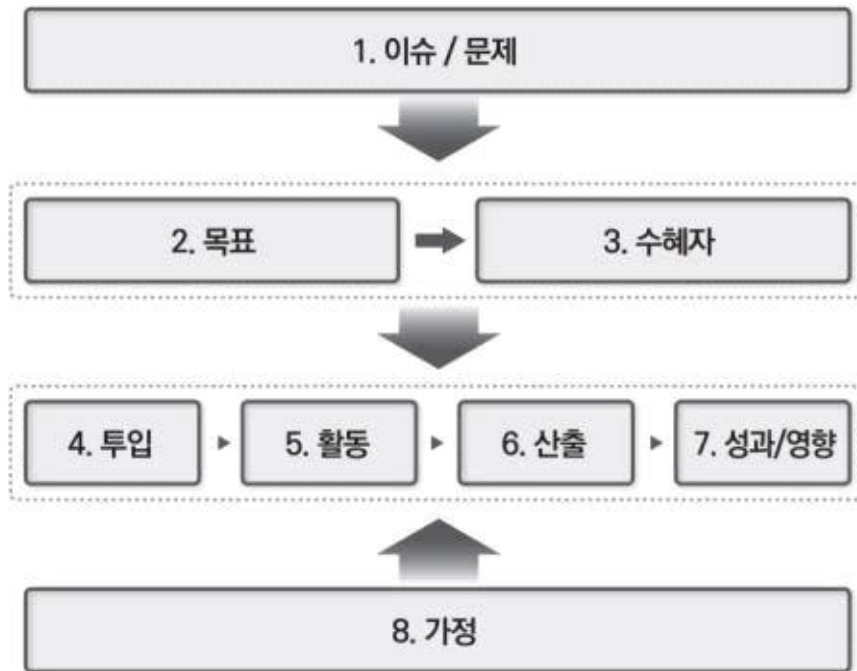 1. 이슈 / 문제
2. 목표
3. 수혜자
4. 투입
5. 활동
6. 산출
7. 성과/영향
8. 가정